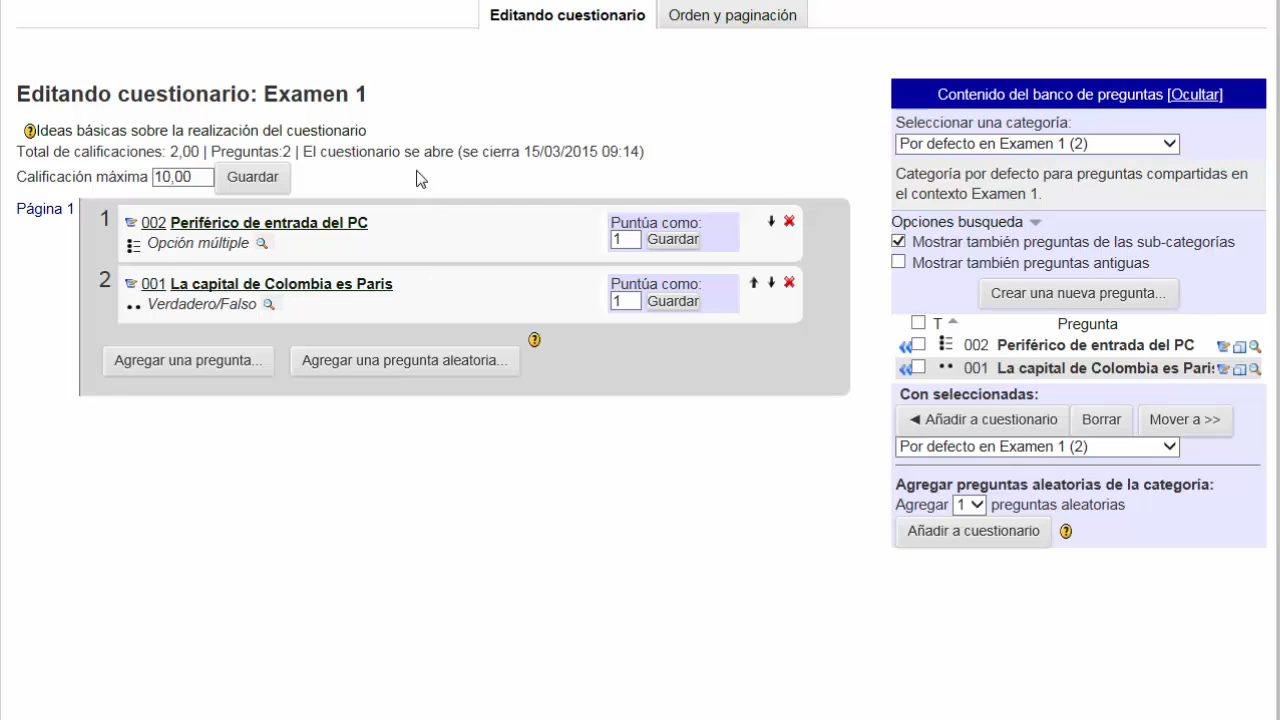 Editando cuestionario
Orden y paginación
Editando cuestionario: Examen 1
Ideas básicas sobre la realización del cuestionario
Total de calificaciones: 2,00 | Preguntas:2 | El cuestionario se abre (se cierra 15/03/2015 09:14)
Calificación máxima 10,00 Guardar
Página 1
1 002 Periférico de entrada del PC
Opción múltiple
Puntúa como:
1 Guardar
2 001 La capital de Colombia es Paris
Verdadero/Falso
Puntúa como:
1 Guardar
Agregar una pregunta... Agregar una pregunta aleatoria...
Contenido del banco de preguntas [Ocultar]
Seleccionar una categoría:
Por defecto en Examen 1 (2)
Categoría por defecto para preguntas compartidas en
el contexto Examen 1.
Opciones busqueda
Mostrar también preguntas de las sub-categorías
Mostrar también preguntas antiguas
Crear una nueva pregunta...
T Pregunta
002 Periférico de entrada del PC
001 La capital de Colombia es Paris
Con seleccionadas:
◄ Añadir a cuestionario Borrar Mover a >>
Por defecto en Examen 1 (2)
Agregar preguntas aleatorias de la categoría:
Agregar 1 preguntas aleatorias
Añadir a cuestionario